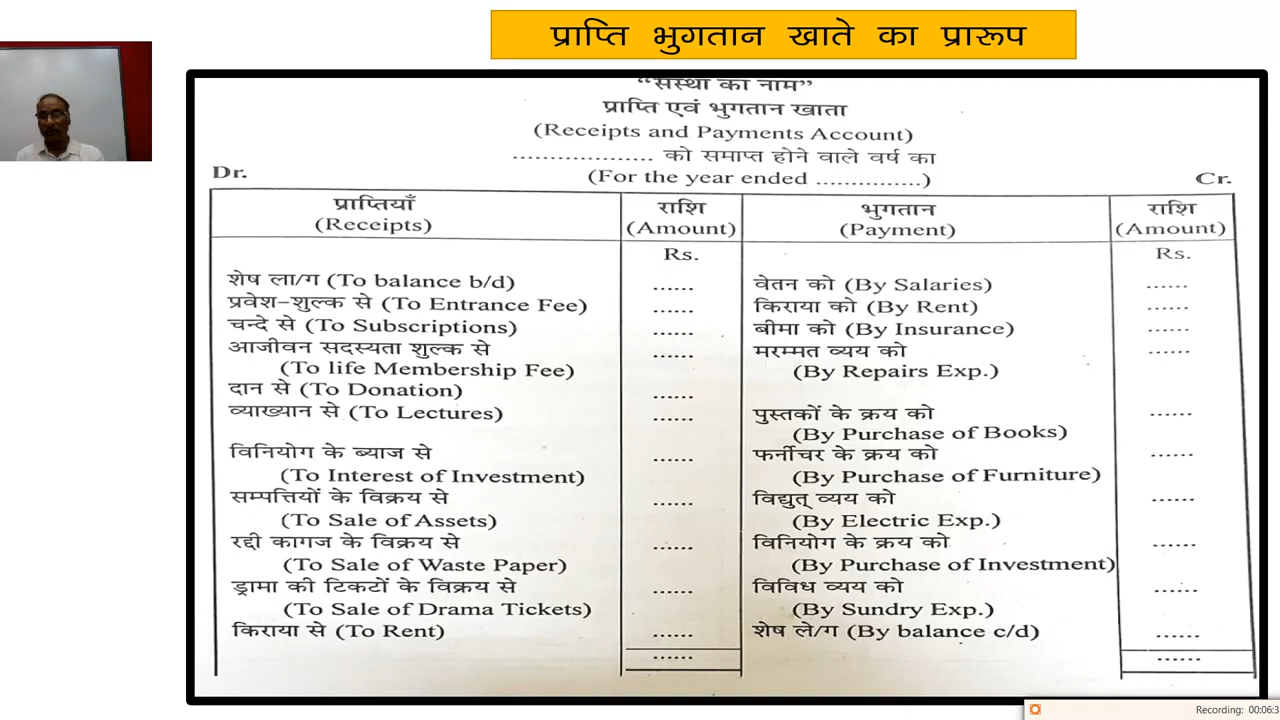 प्राप्ति भुगतान खाते का प्रारूप
“संस्था का नाम”
प्राप्ति एवं भुगतान खाता
(Receipts and Payments Account)
.................... को समाप्त होने वाले वर्ष का
Dr. (For the year ended ...............) Cr.
प्राप्तियाँ राशि भुगतान राशि
(Receipts) (Amount) (Payment) (Amount)
Rs. Rs.
शेष ला/ग (To balance b/d) ...... वेतन को (By Salaries) ......
प्रवेश-शुल्क से (To Entrance Fee) ...... किराया को (By Rent) ......
चन्दे से (To Subscriptions) ...... बीमा को (By Insurance) ......
आजीवन सदस्यता शुल्क से ...... मरम्मत व्यय को ......
(To life Membership Fee) (By Repairs Exp.)
दान से (To Donation) ......
व्याख्यान से (To Lectures) ...... पुस्तकों के क्रय को ......
(By Purchase of Books)
विनियोग के ब्याज से ...... फर्नीचर के क्रय को ......
(To Interest of Investment) (By Purchase of Furniture)
सम्पत्तियों के विक्रय से ...... विद्युत् व्यय को ......
(To Sale of Assets) (By Electric Exp.)
रद्दी कागज के विक्रय से ...... विनियोग के क्रय को ......
(To Sale of Waste Paper) (By Purchase of Investment)
ड्रामा की टिकटों के विक्रय से ...... विविध व्यय को ......
(To Sale of Drama Tickets) (By Sundry Exp.)
किराया से (To Rent) ...... शेष ले/ग (By balance c/d) ......
...... ......
Recording: 00:06:3